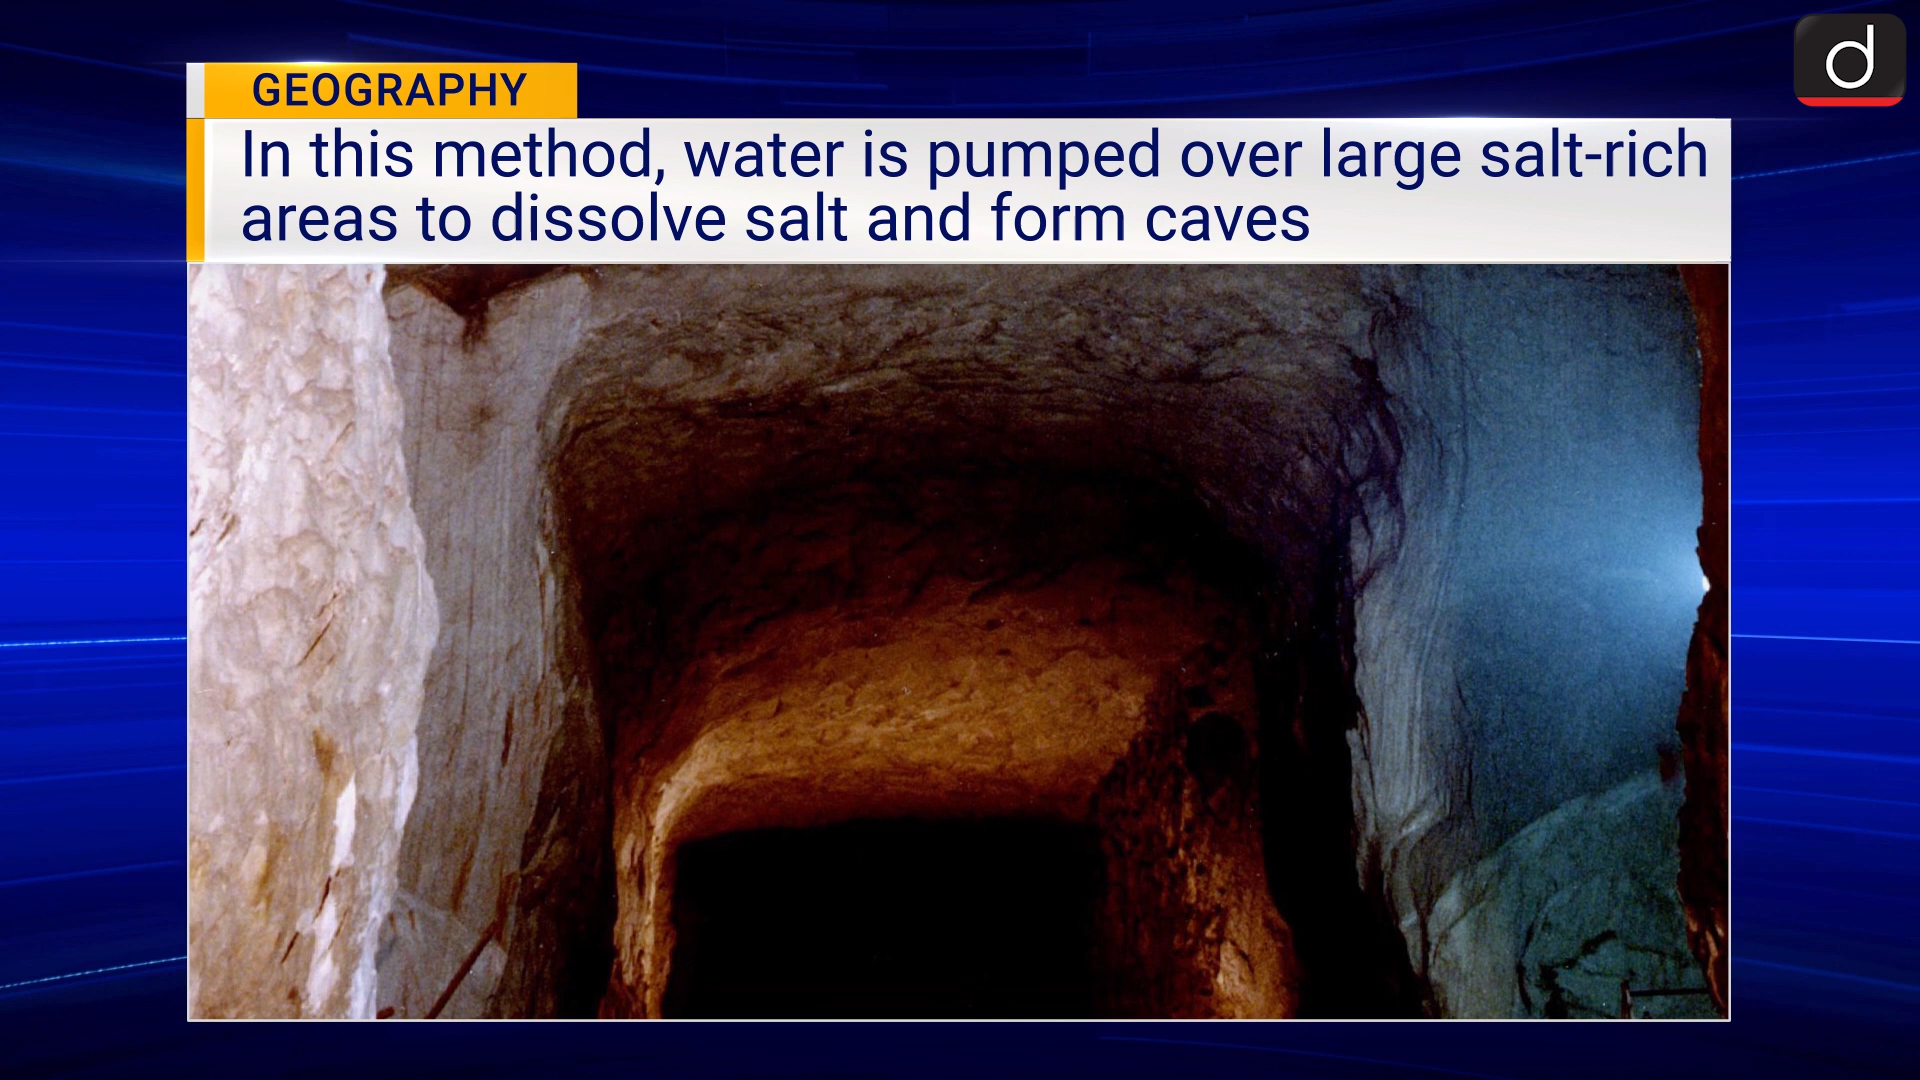 d
GEOGRAPHY
In this method, water is pumped over large salt-rich
areas to dissolve salt and form caves